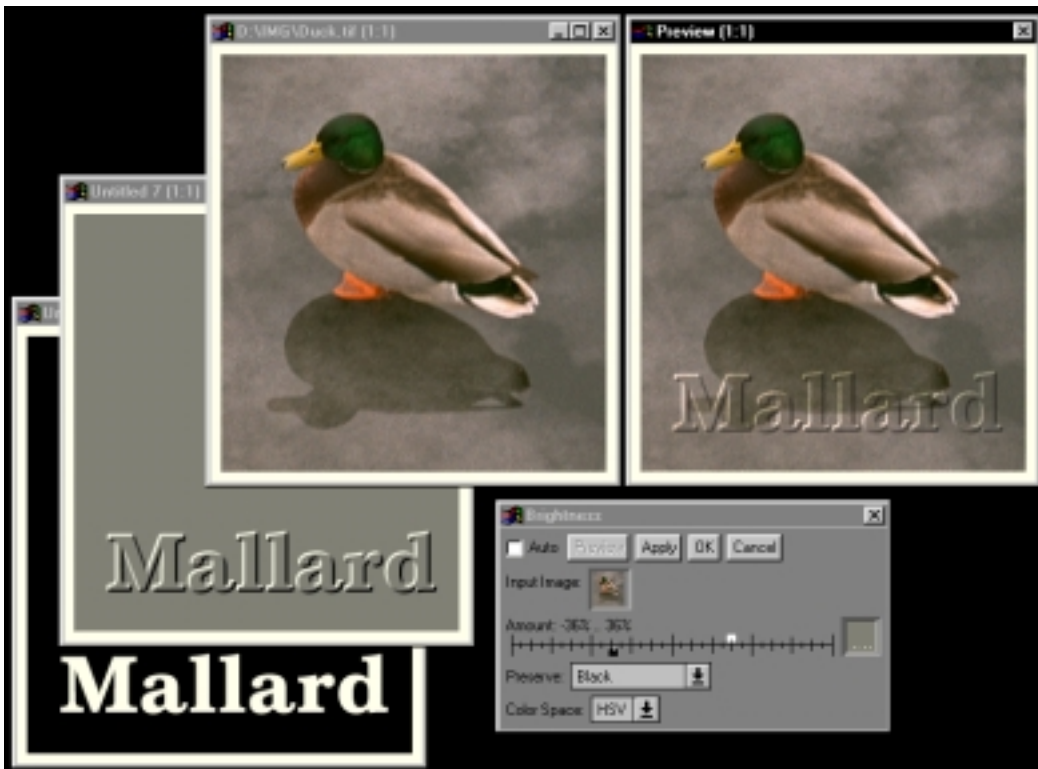 D:\IMG\Duck.tif (1:1)
Preview (1:1)
Untitled 7 (1:1)
Mallard
Mallard
Mallard
Brightness
Auto Preview Apply OK Cancel
Input Image:
Amount: -36% .. 36%
Preserve: Black
Color Space: HSV